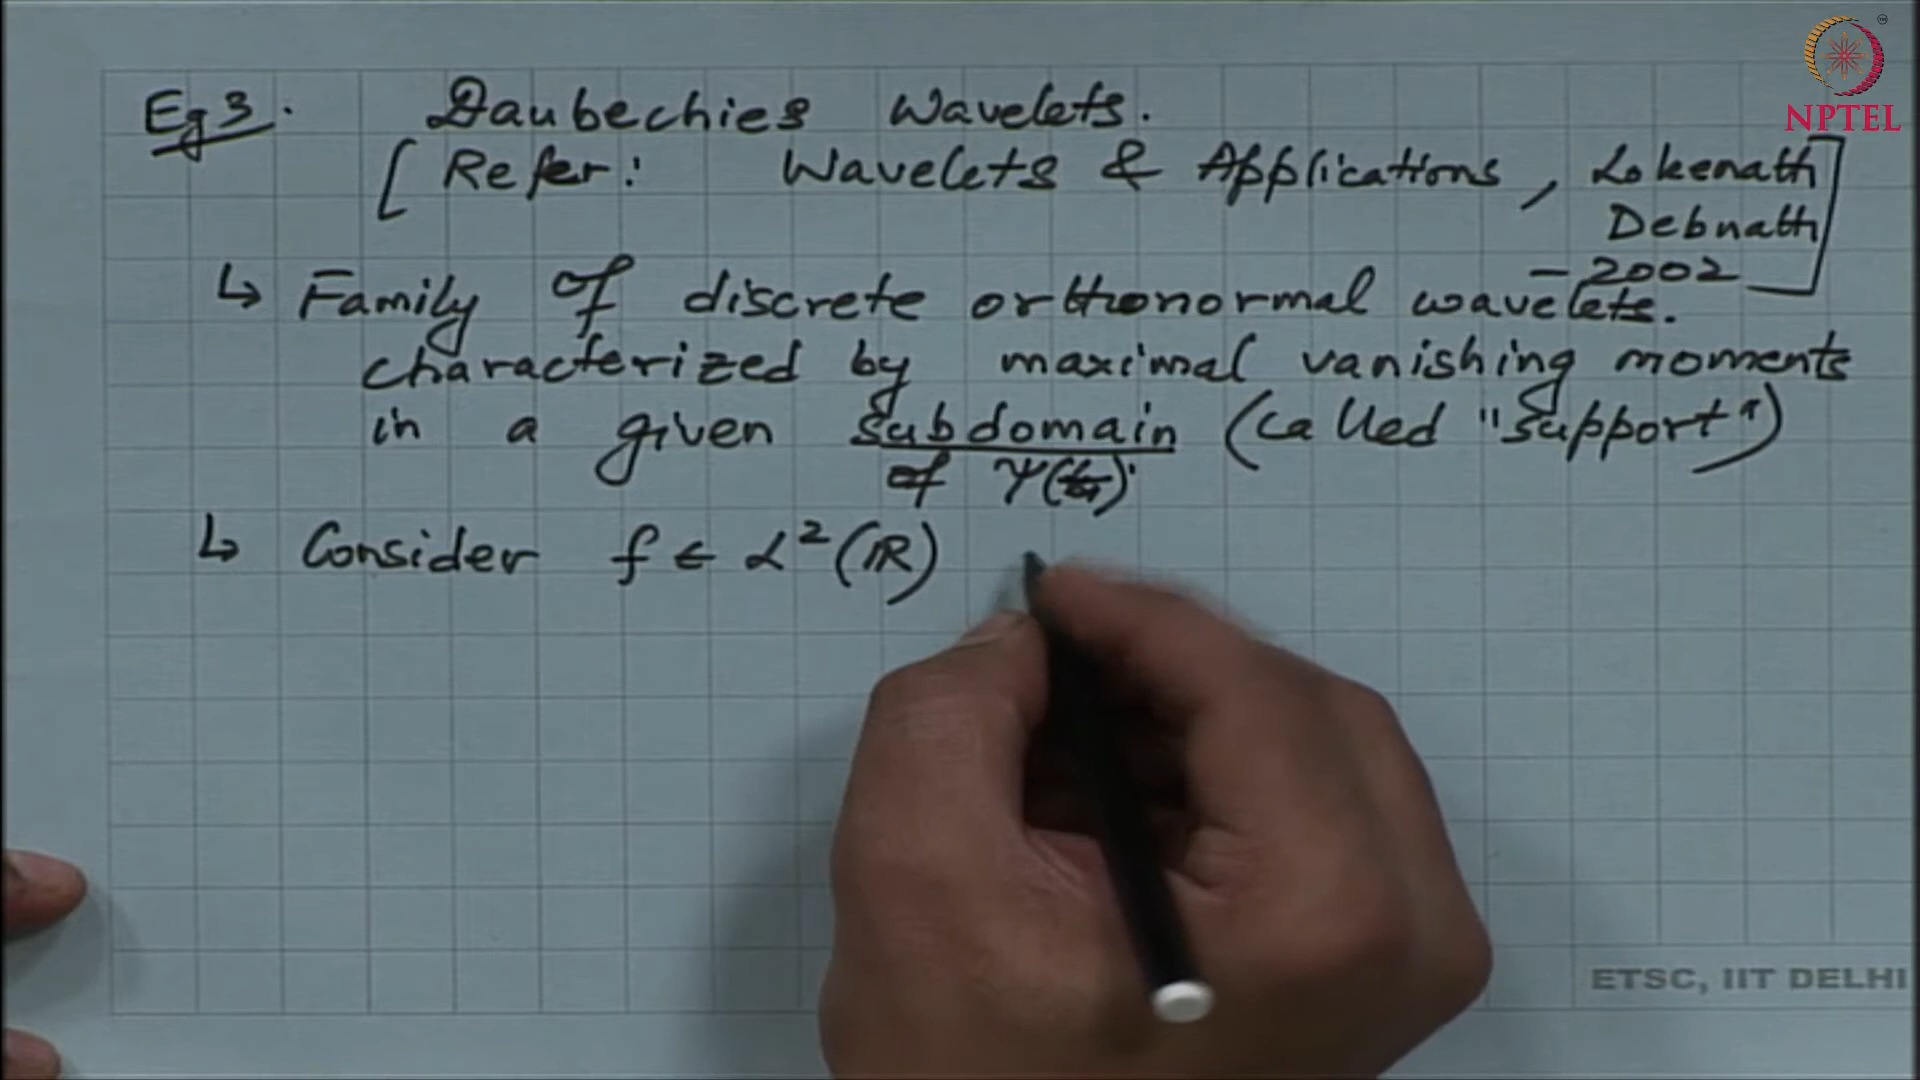 Eg 3. Daubechies Wavelets.
[Refer: Wavelets & Applications, Lokenath
Debnath
- 2002]
↳ Family of discrete orthonormal wavelets.
characterized by maximal vanishing moments
in a given subdomain (called "support")
of Ψ(t).
↳ Consider f ∈ L²(ℝ)
NPTEL
ETSC, IIT DELHI